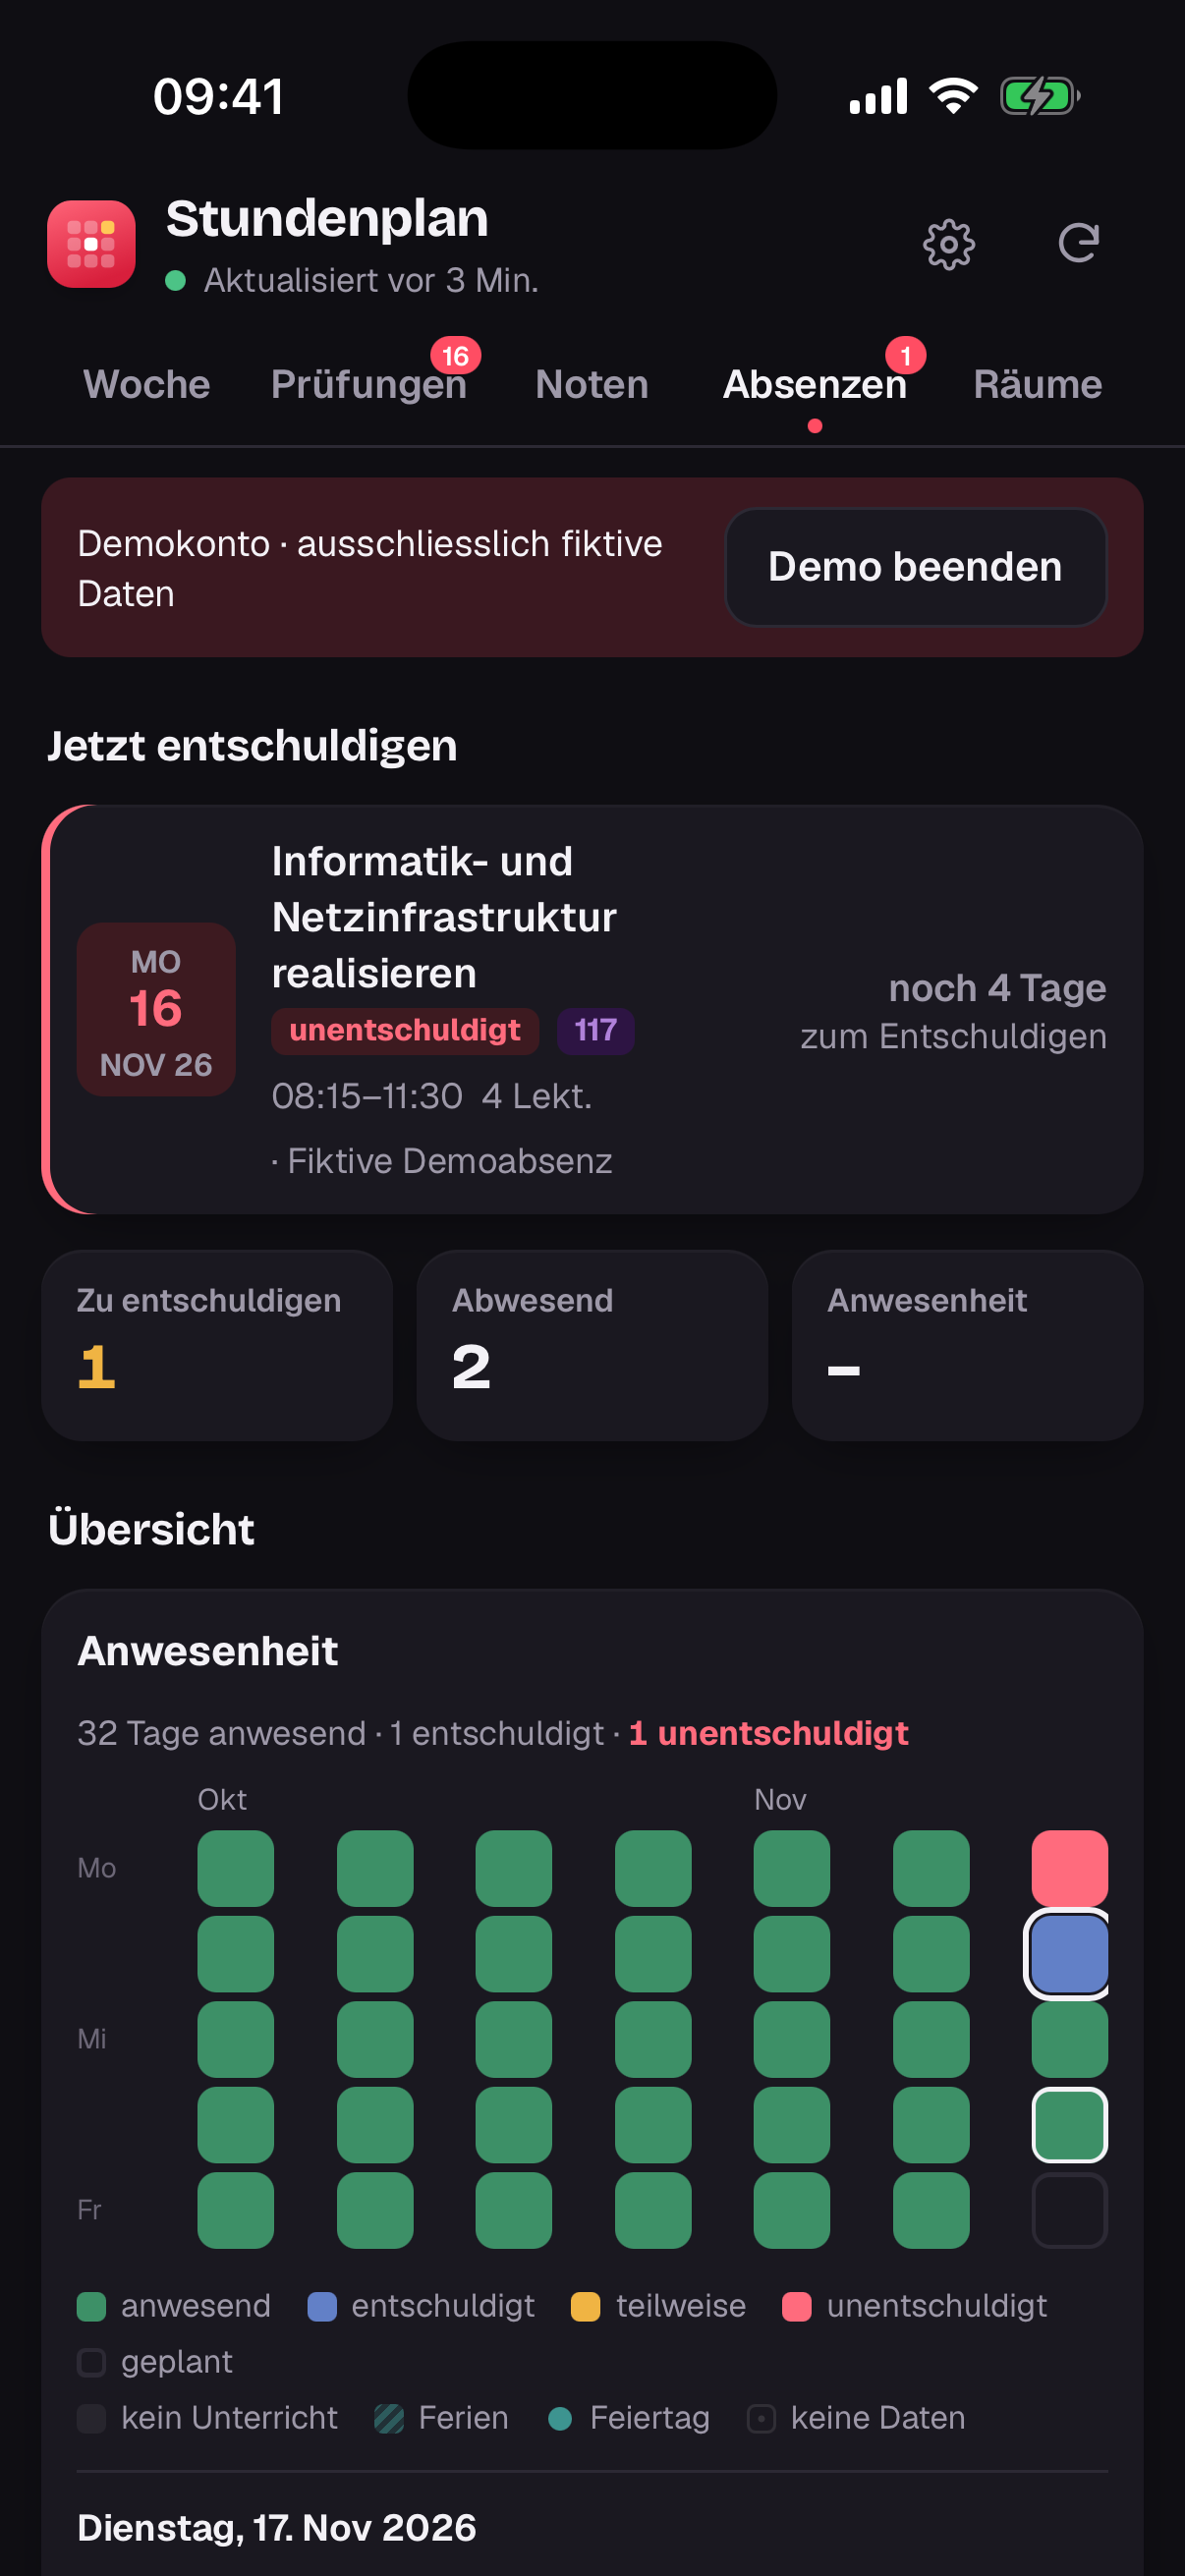 09:41
Stundenplan
Aktualisiert vor 3 Min.
Woche
Prüfungen
16
Noten
Absenzen
1
Räume
Demokonto · ausschliesslich fiktive
Daten
Demo beenden
Jetzt entschuldigen
MO
16
NOV 26
Informatik- und
Netzinfrastruktur
realisieren
unentschuldigt
117
08:15–11:30 4 Lekt.
· Fiktive Demoabsenz
noch 4 Tage
zum Entschuldigen
Zu entschuldigen
1
Abwesend
2
Anwesenheit
–
Übersicht
Anwesenheit
32 Tage anwesend · 1 entschuldigt · 1 unentschuldigt
Okt
Nov
Mo
Mi
Fr
anwesend
entschuldigt
teilweise
unentschuldigt
geplant
kein Unterricht
Ferien
Feiertag
keine Daten
Dienstag, 17. Nov 2026